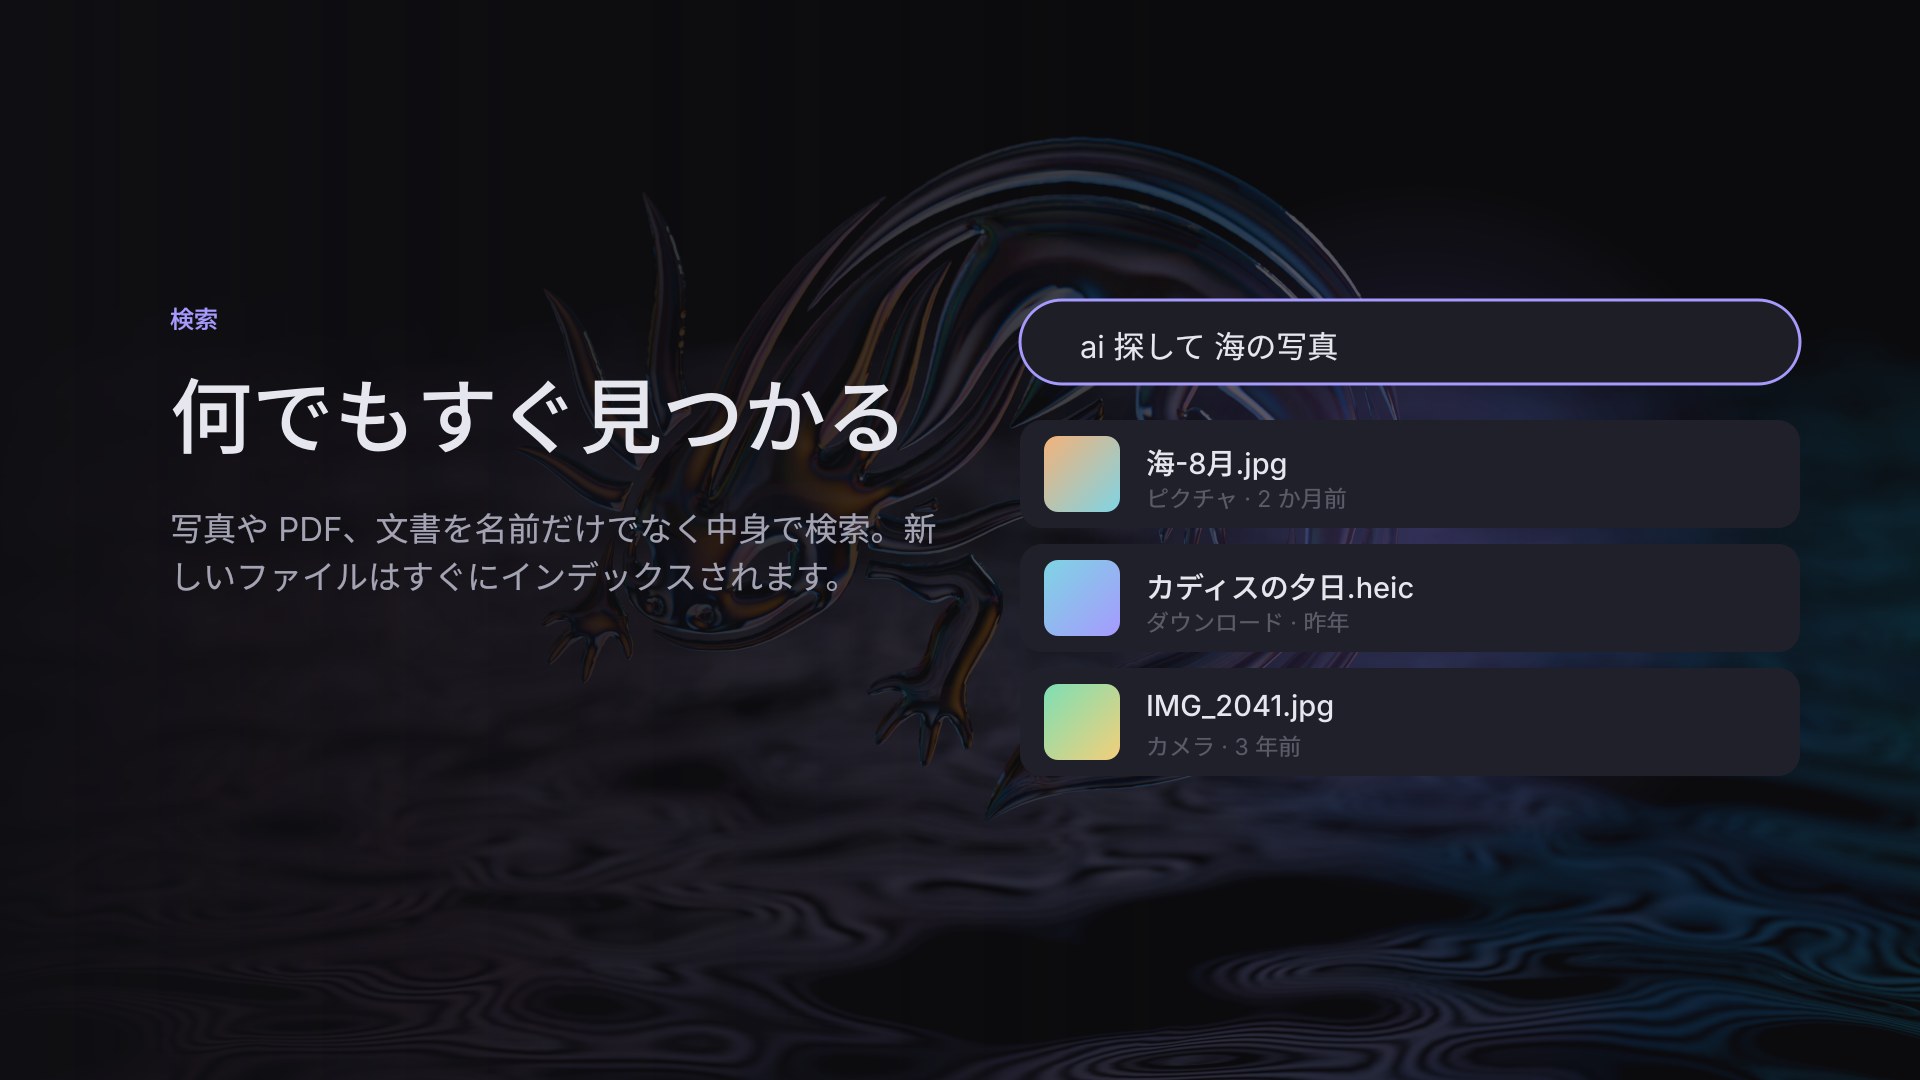 検索
何でもすぐ見つかる
写真や PDF、文書を名前だけでなく中身で検索。新
しいファイルはすぐにインデックスされます。
ai 探して 海の写真
海-8月.jpg
ピクチャ · 2 か月前
カディスの夕日.heic
ダウンロード · 昨年
IMG_2041.jpg
カメラ · 3 年前